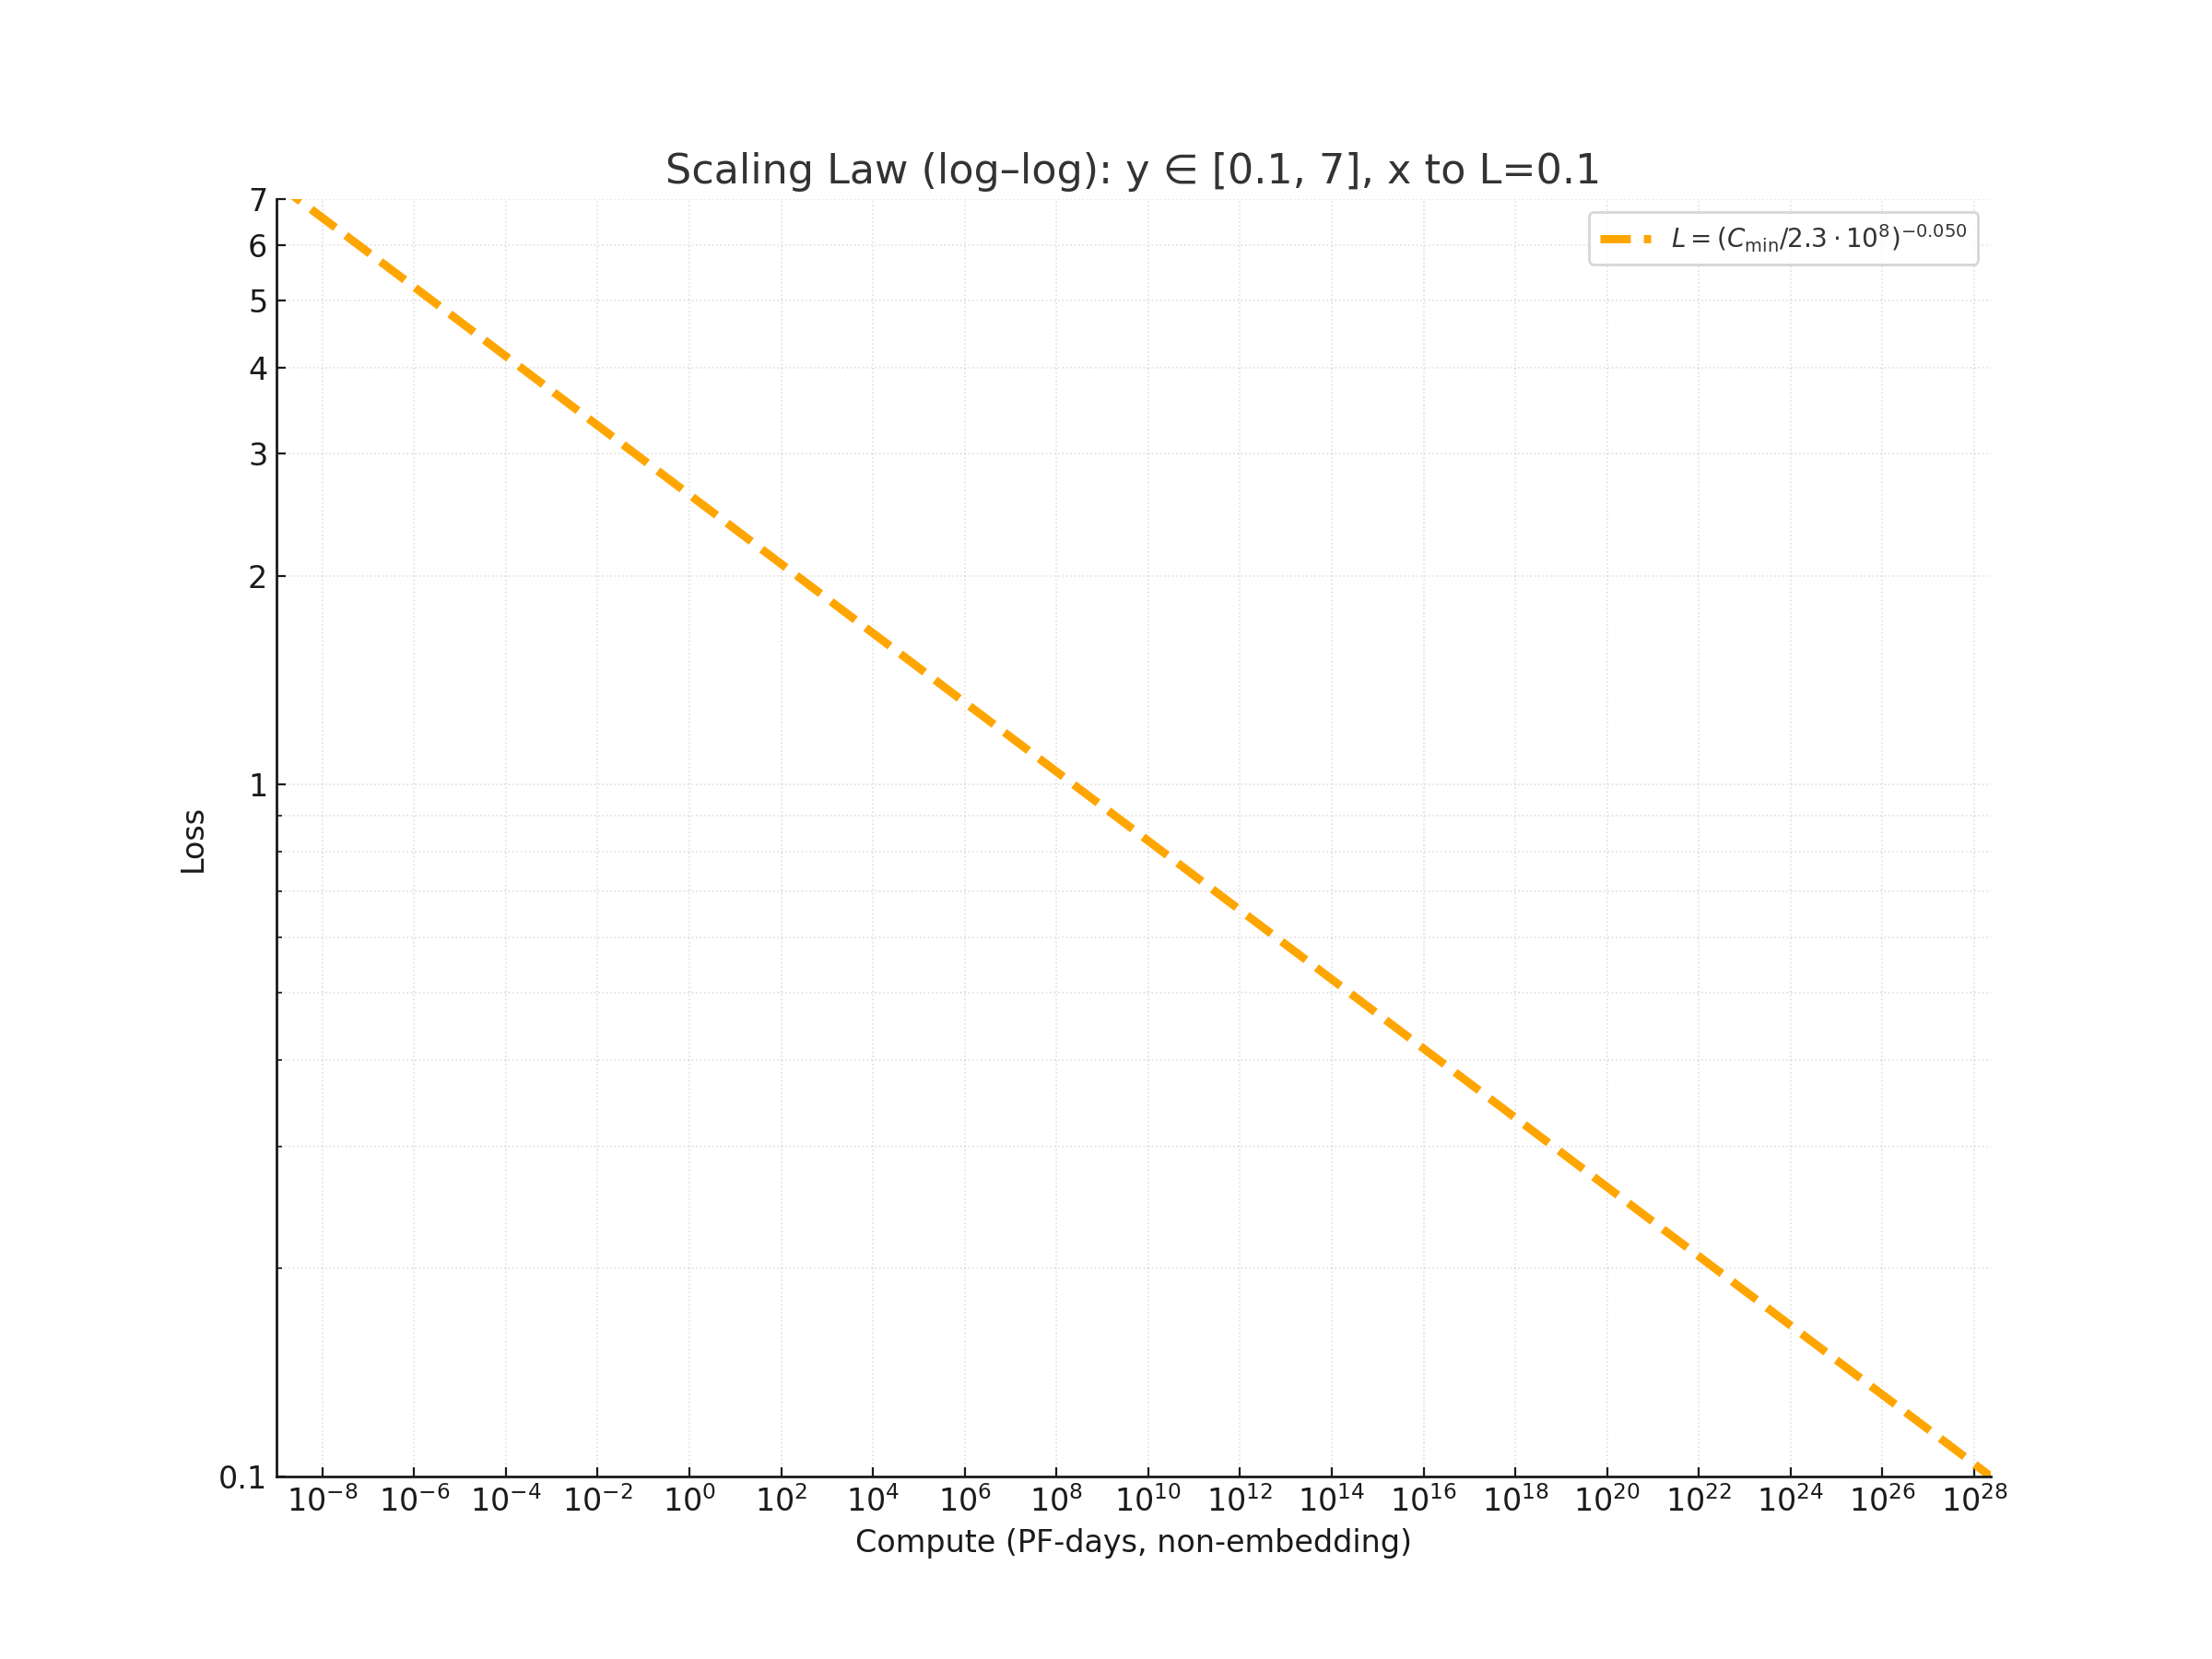 Scaling Law (log–log): y ∈ [0.1, 7], x to L=0.1
L = (C_min/2.3 · 10^8)^−0.050
7
6
5
4
3
2
1
0.1
Loss
10^−8 10^−6 10^−4 10^−2 10^0 10^2 10^4 10^6 10^8 10^10 10^12 10^14 10^16 10^18 10^20 10^22 10^24 10^26 10^28
Compute (PF-days, non-embedding)